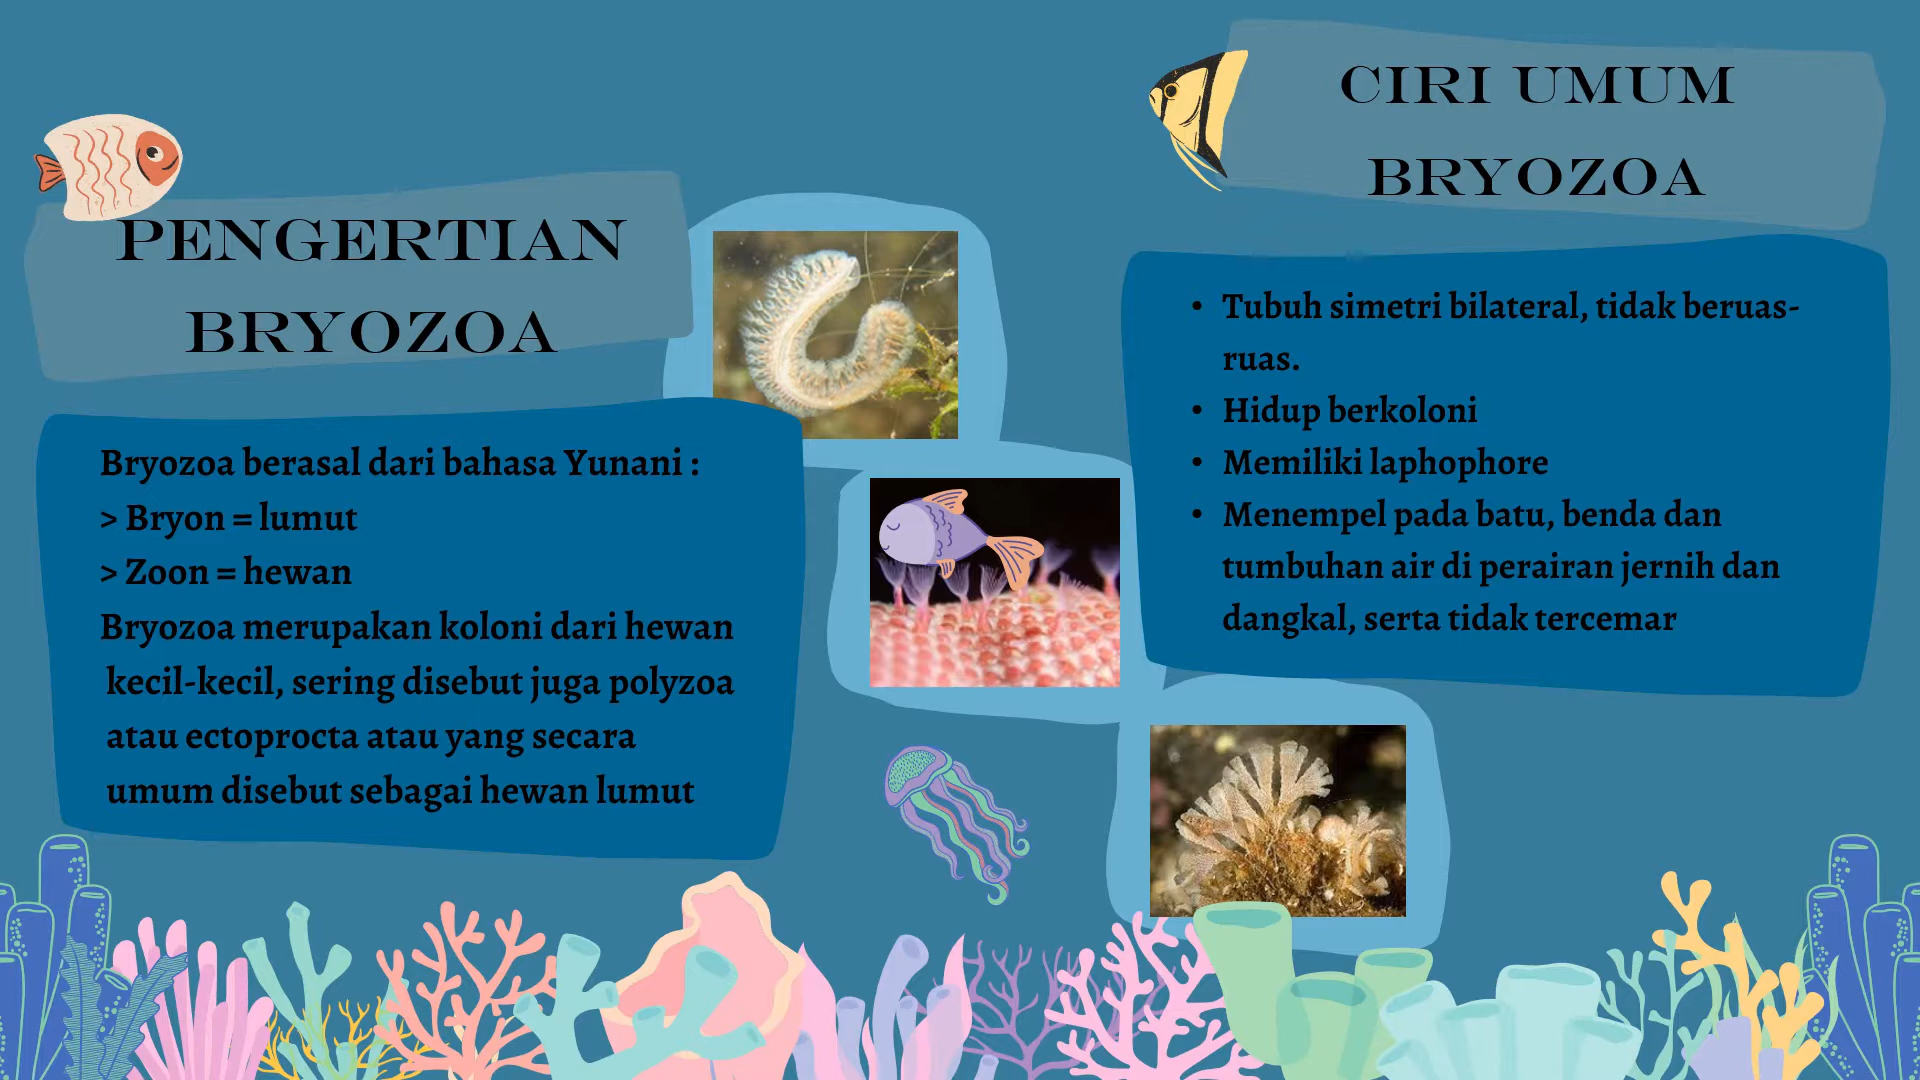 PENGERTIAN
BRYOZOA
Bryozoa berasal dari bahasa Yunani :
> Bryon = lumut
> Zoon = hewan
Bryozoa merupakan koloni dari hewan
kecil-kecil, sering disebut juga polyzoa
atau ectoprocta atau yang secara
umum disebut sebagai hewan lumut
CIRI UMUM
BRYOZOA
• Tubuh simetri bilateral, tidak beruas-
ruas.
• Hidup berkoloni
• Memiliki laphophore
• Menempel pada batu, benda dan
tumbuhan air di perairan jernih dan
dangkal, serta tidak tercemar